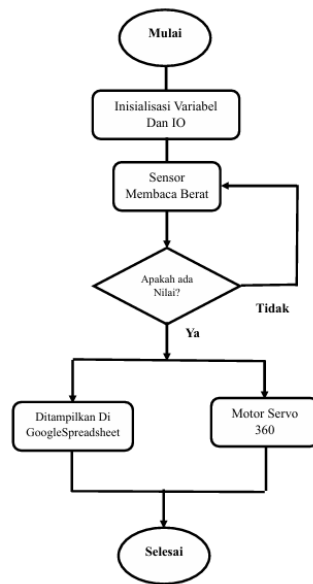 Mulai
Inisialisasi Variabel
Dan IO
Sensor
Membaca Berat
Apakah ada
Nilai?
Tidak
Ya
Ditampilkan Di
GoogleSpreadsheet
Motor Servo
360
Selesai